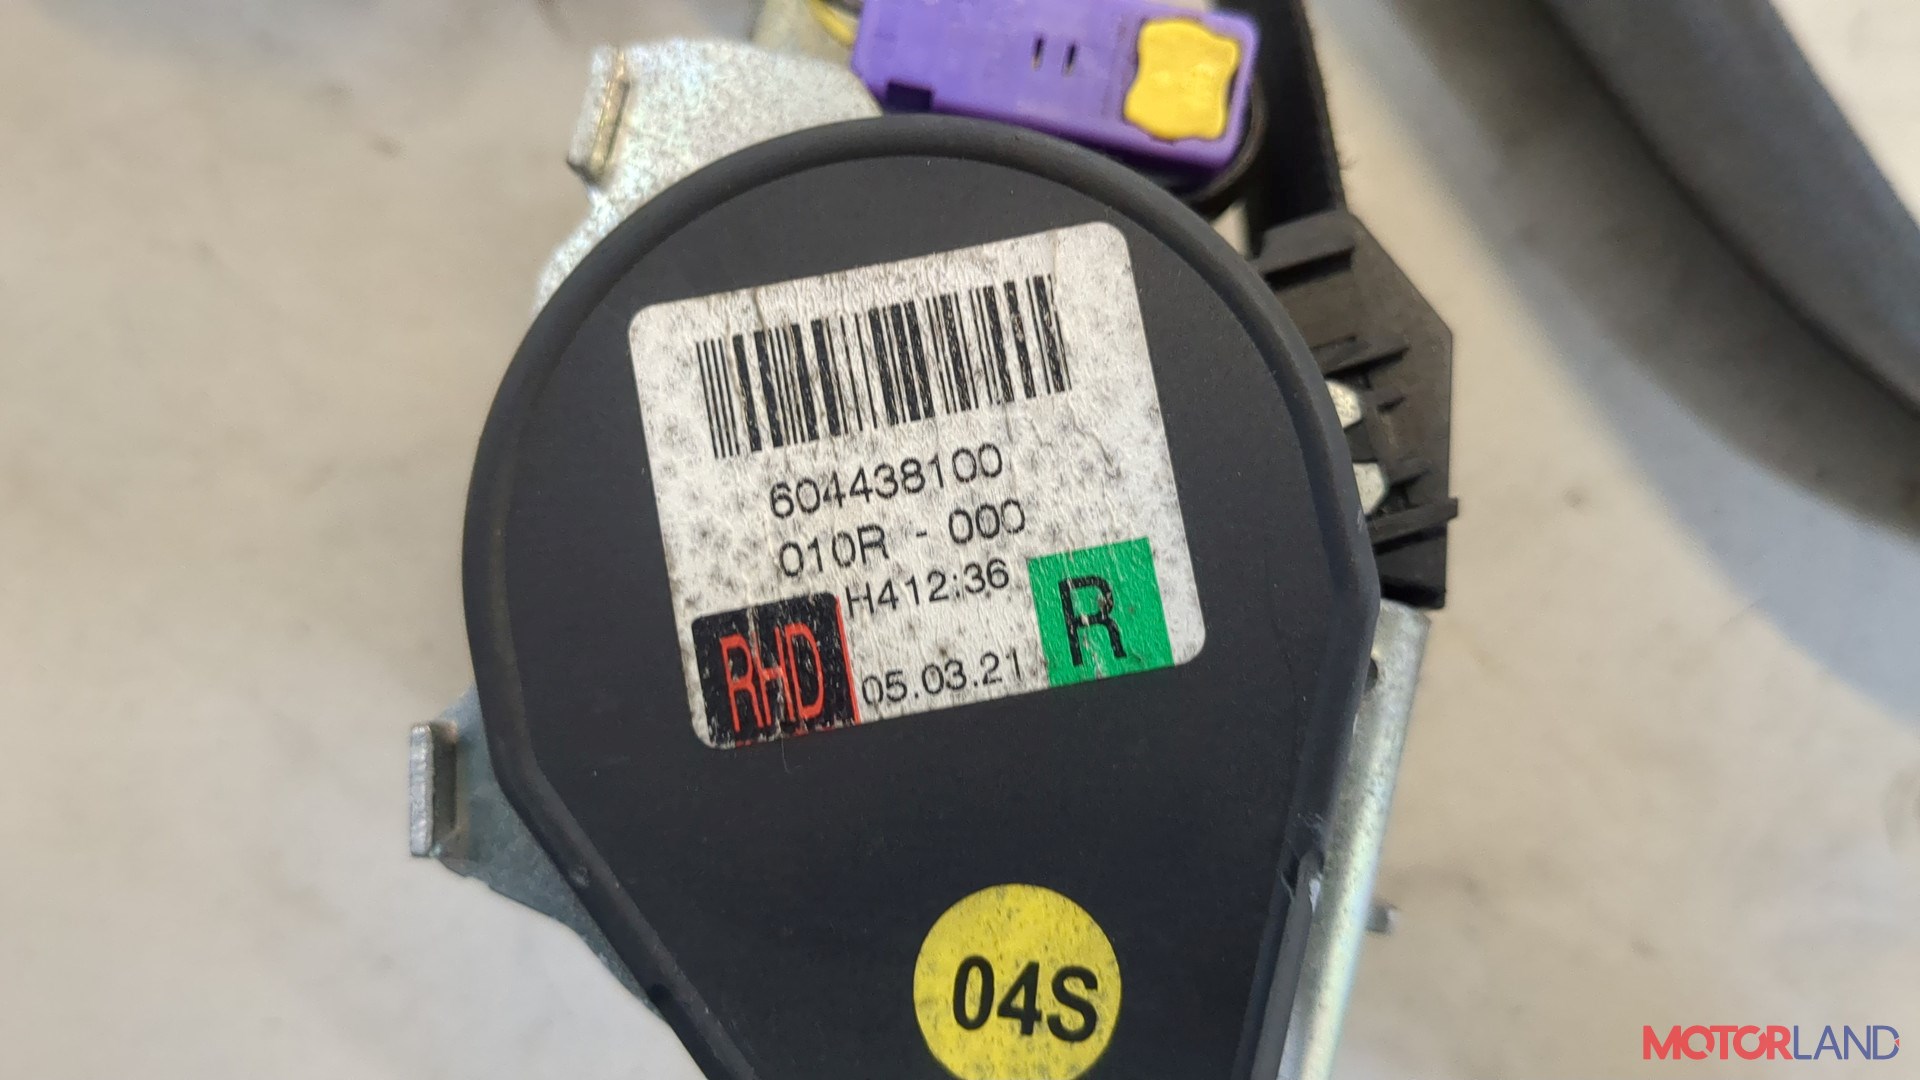 604438100
010R - 000
H412:36
RHD
05.03.21
R
04S
MOTORLAND